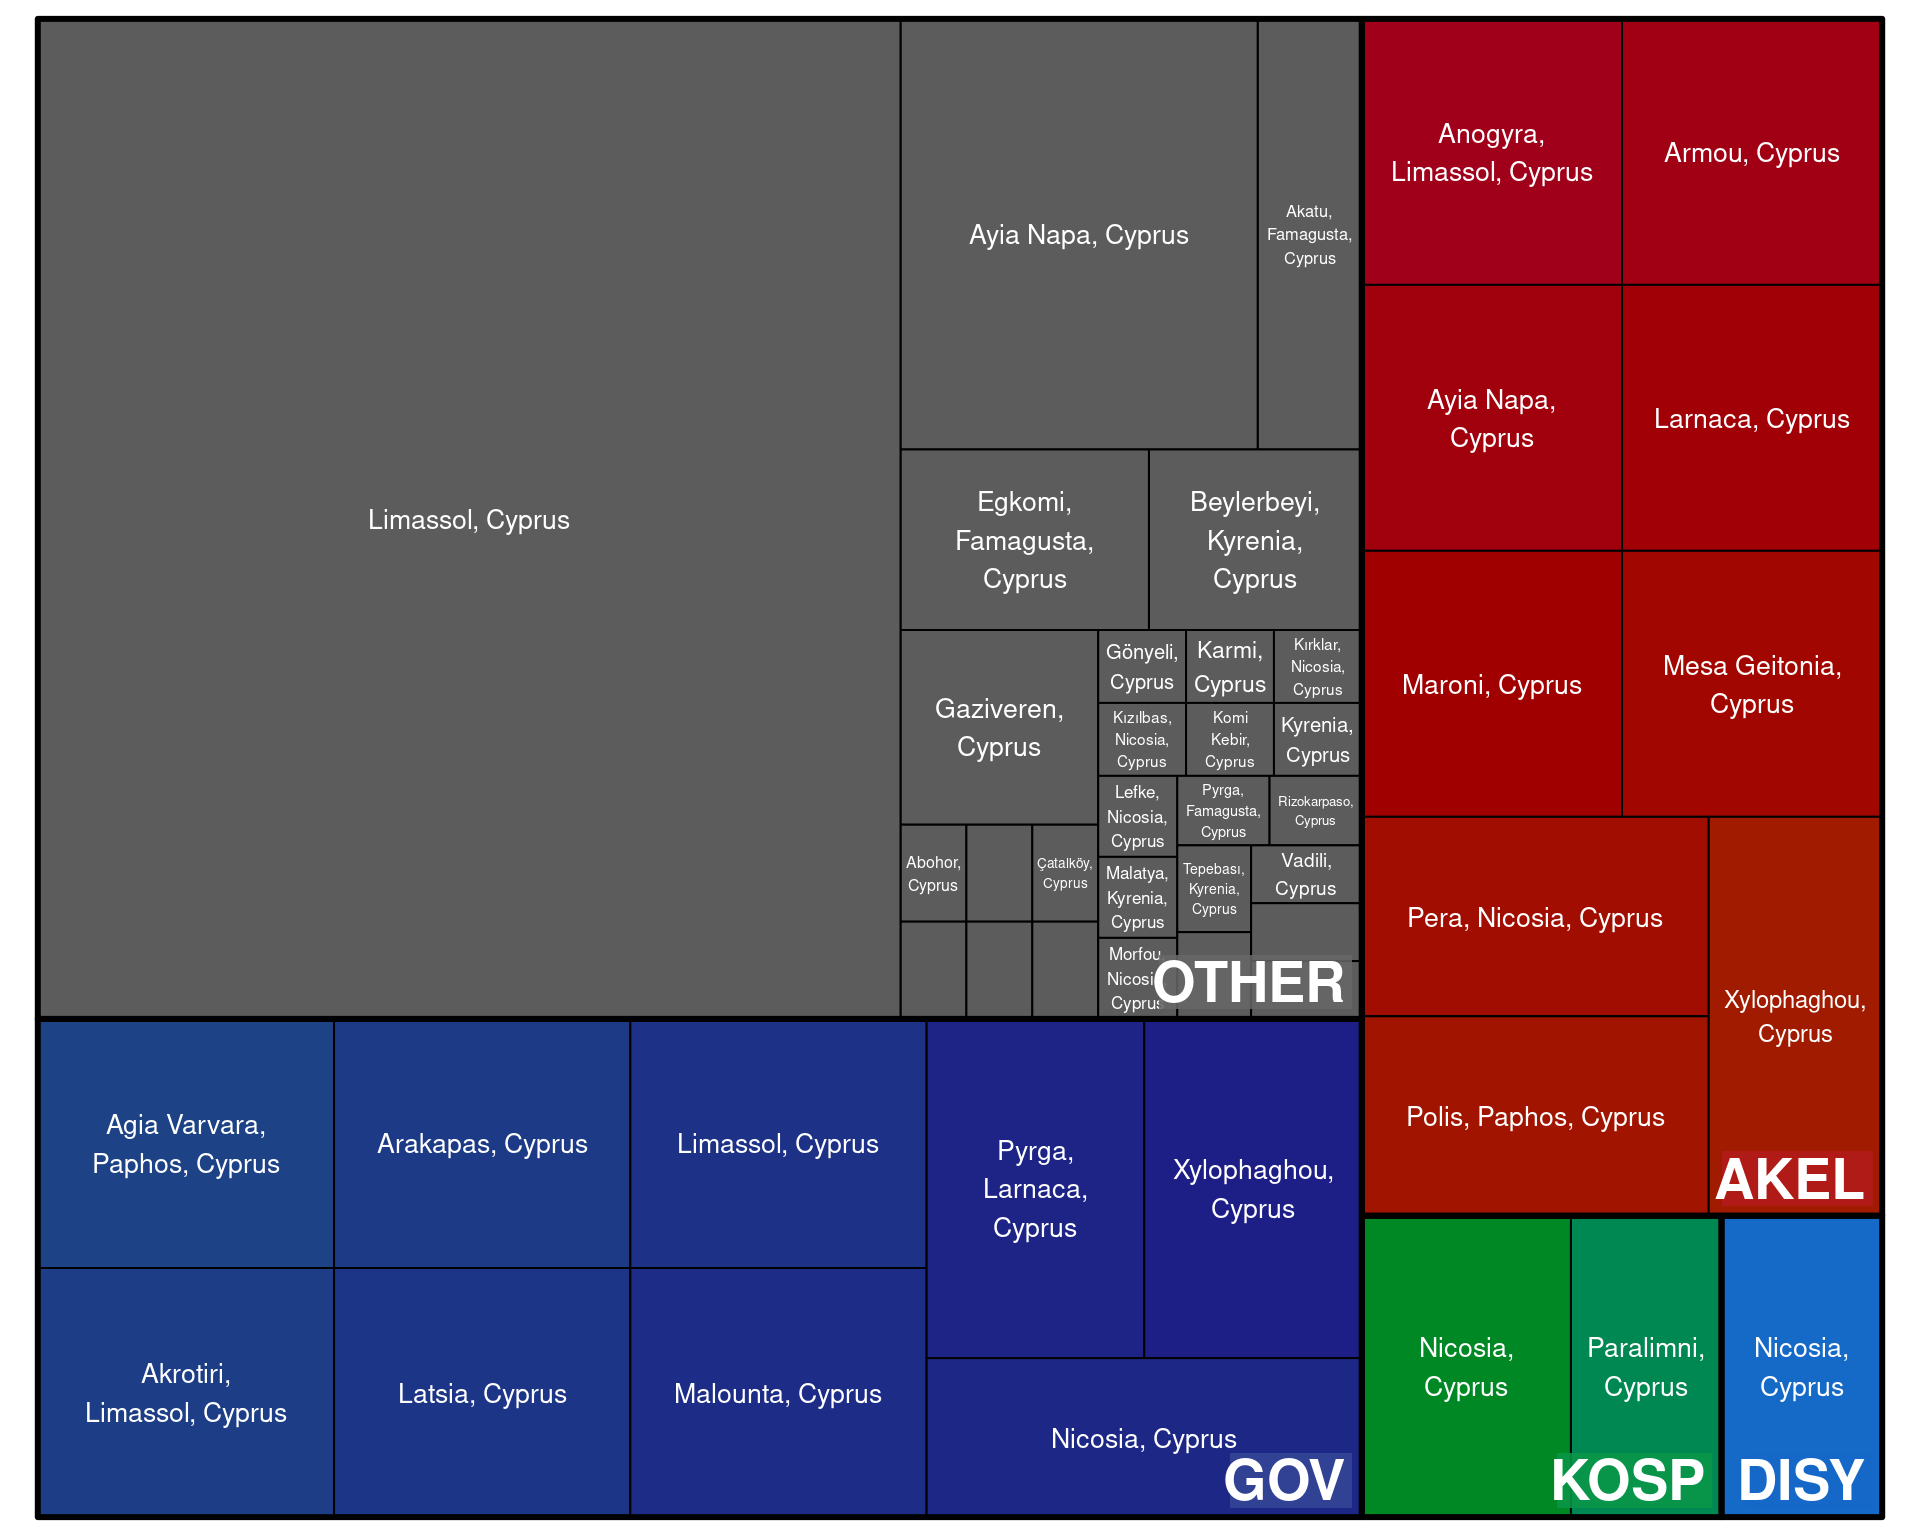 Limassol, Cyprus
Ayia Napa, Cyprus
Akatu,
Famagusta,
Cyprus
Egkomi,
Famagusta,
Cyprus
Beylerbeyi,
Kyrenia,
Cyprus
Gaziveren,
Cyprus
Gönyeli,
Cyprus
Karmi,
Cyprus
Kırklar,
Nicosia,
Cyprus
Kızılbas,
Nicosia,
Cyprus
Komi
Kebir,
Cyprus
Kyrenia,
Cyprus
Lefke,
Nicosia,
Cyprus
Pyrga,
Famagusta,
Cyprus
Rizokarpaso,
Cyprus
Abohor,
Cyprus
Çatalköy,
Cyprus
Malatya,
Kyrenia,
Cyprus
Tepebası,
Kyrenia,
Cyprus
Vadili,
Cyprus
Morfou,
Nicosia,
Cyprus
OTHER
Anogyra,
Limassol, Cyprus
Armou, Cyprus
Ayia Napa,
Cyprus
Larnaca, Cyprus
Maroni, Cyprus
Mesa Geitonia,
Cyprus
Pera, Nicosia, Cyprus
Xylophaghou,
Cyprus
Polis, Paphos, Cyprus
AKEL
Agia Varvara,
Paphos, Cyprus
Arakapas, Cyprus
Limassol, Cyprus
Pyrga,
Larnaca,
Cyprus
Xylophaghou,
Cyprus
Akrotiri,
Limassol, Cyprus
Latsia, Cyprus
Malounta, Cyprus
Nicosia, Cyprus
GOV
Nicosia,
Cyprus
Paralimni,
Cyprus
KOSP
Nicosia,
Cyprus
DISY